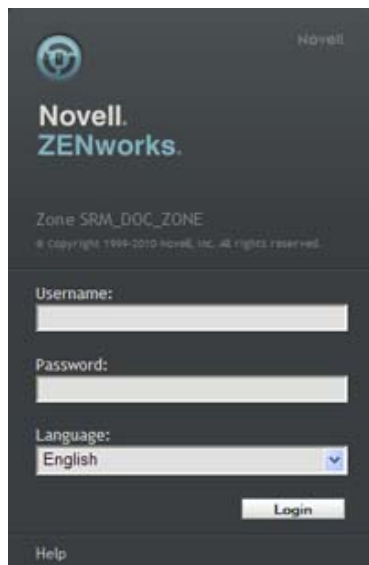 Novell
Novell.
ZENworks.
Zone SRM_DOC_ZONE
© Copyright 1999-2010 Novell, Inc. All rights reserved.
Username:
Password:
Language:
English
Login
Help